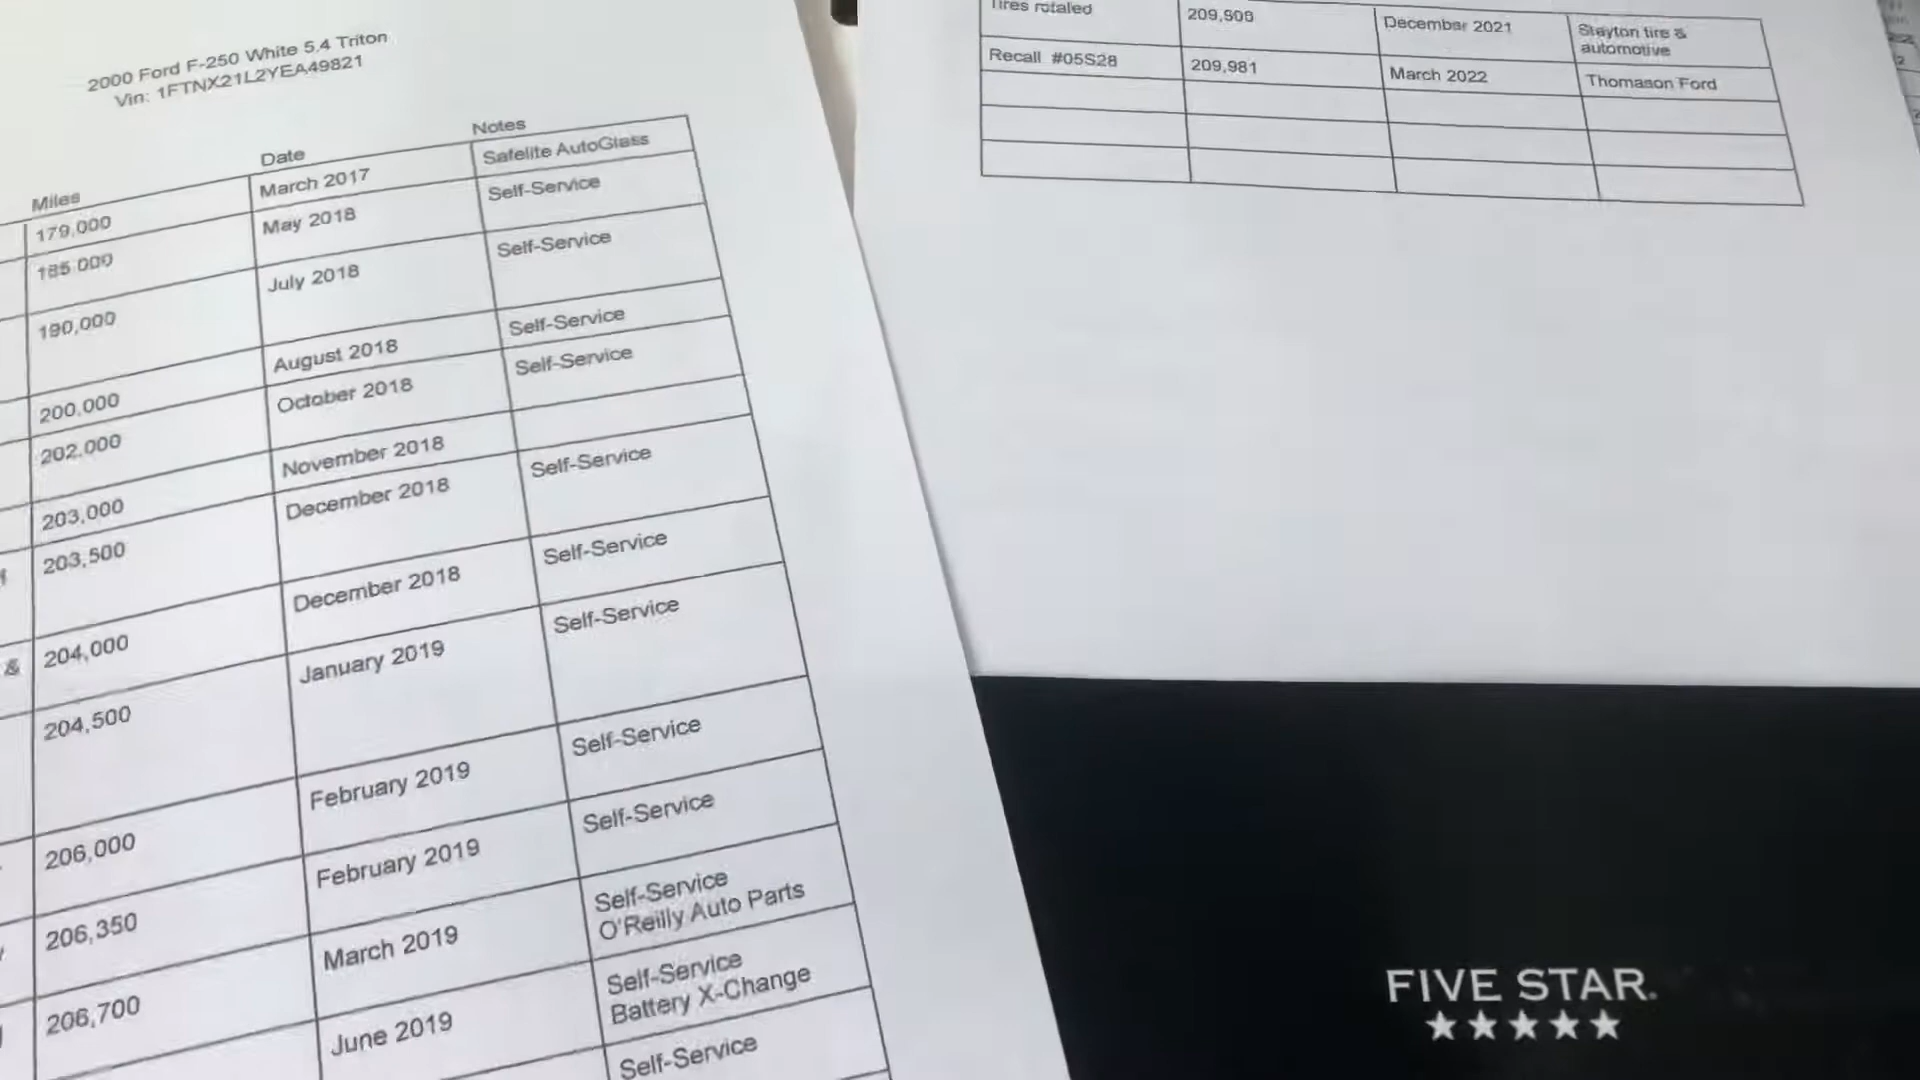 2000 Ford F-250 White 5.4 Triton
Vin: 1FTNX21L2YEA49821
Miles Date Notes
179,000 March 2017 Safelite AutoGlass
185,000 May 2018 Self-Service
190,000 July 2018 Self-Service
200,000 August 2018 Self-Service
202,000 October 2018 Self-Service
203,000 November 2018
203,500 December 2018 Self-Service
& 204,000 December 2018 Self-Service
204,500 January 2019 Self-Service
206,000 February 2019 Self-Service
206,350 February 2019 Self-Service
206,700 March 2019 Self-Service
O'Reilly Auto Parts
June 2019 Self-Service
Battery X-Change
Self-Service
Tires rotaled 209,908 December 2021 Stayton tire &
automotive
Recall #05S28 209,981 March 2022 Thomason Ford
FIVE STAR.